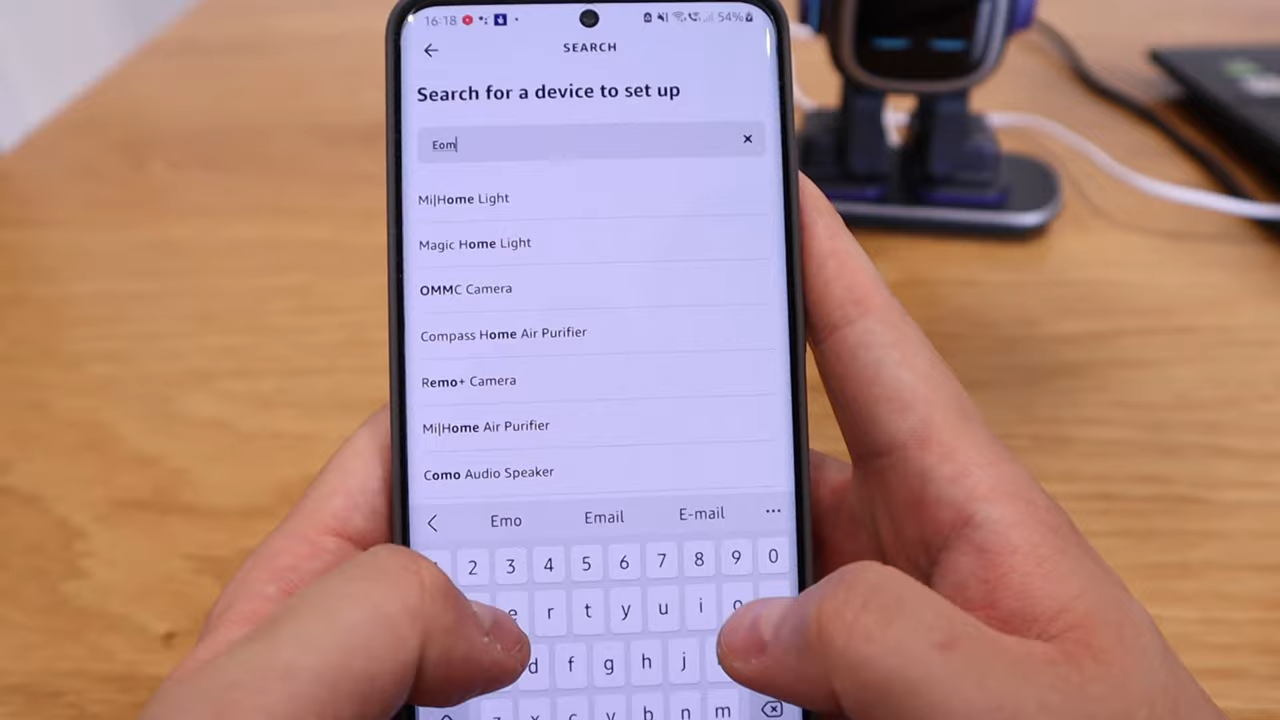 16:18
54%
SEARCH
Search for a device to set up
Eom
Mi|Home Light
Magic Home Light
OMMC Camera
Compass Home Air Purifier
Remo+ Camera
Mi|Home Air Purifier
Como Audio Speaker
Emo Email E-mail
2 3 4 5 6 7 8 9 0
e r t y u i o
d f g h j
z x c v b n m